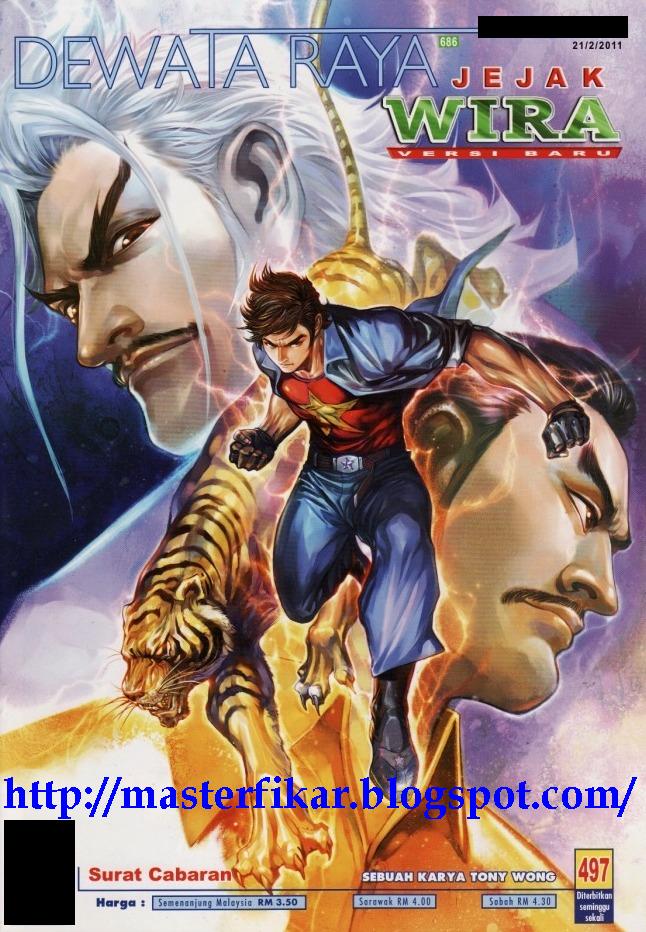 DEWATA RAYA
686
21/2/2011
JEJAK
WIRA
VERSI BARU
http://masterfikar.blogspot.com/
Surat Cabaran
SEBUAH KARYA TONY WONG
497
Diterbitkan
seminggu
sekali
Harga : Semenanjung Malaysia RM 3.50 Sarawak RM 4.00 Sabah RM 4.30